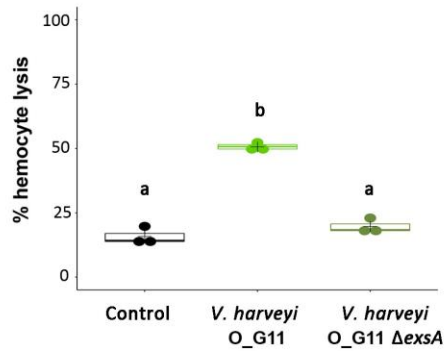 % hemocyte lysis
100
75
50
25
0
a
b
a
Control
V. harveyi
O_G11
V. harveyi
O_G11 ΔexsA